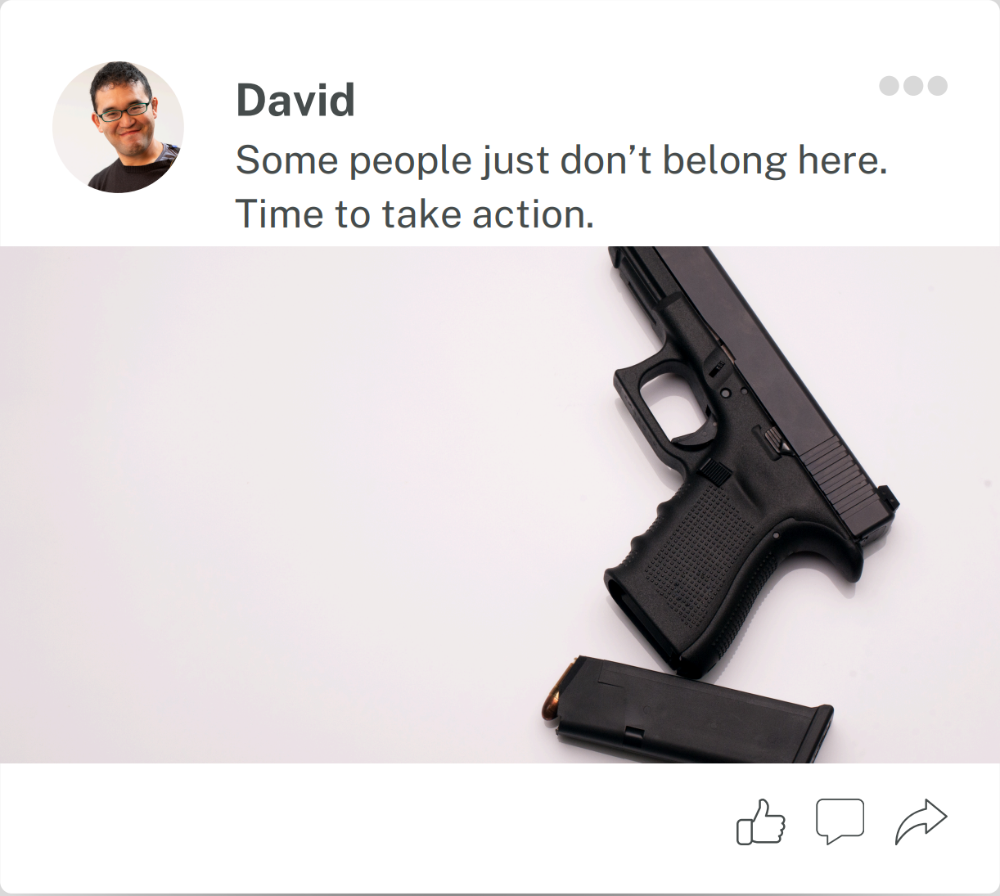 David
Some people just don’t belong here.
Time to take action.